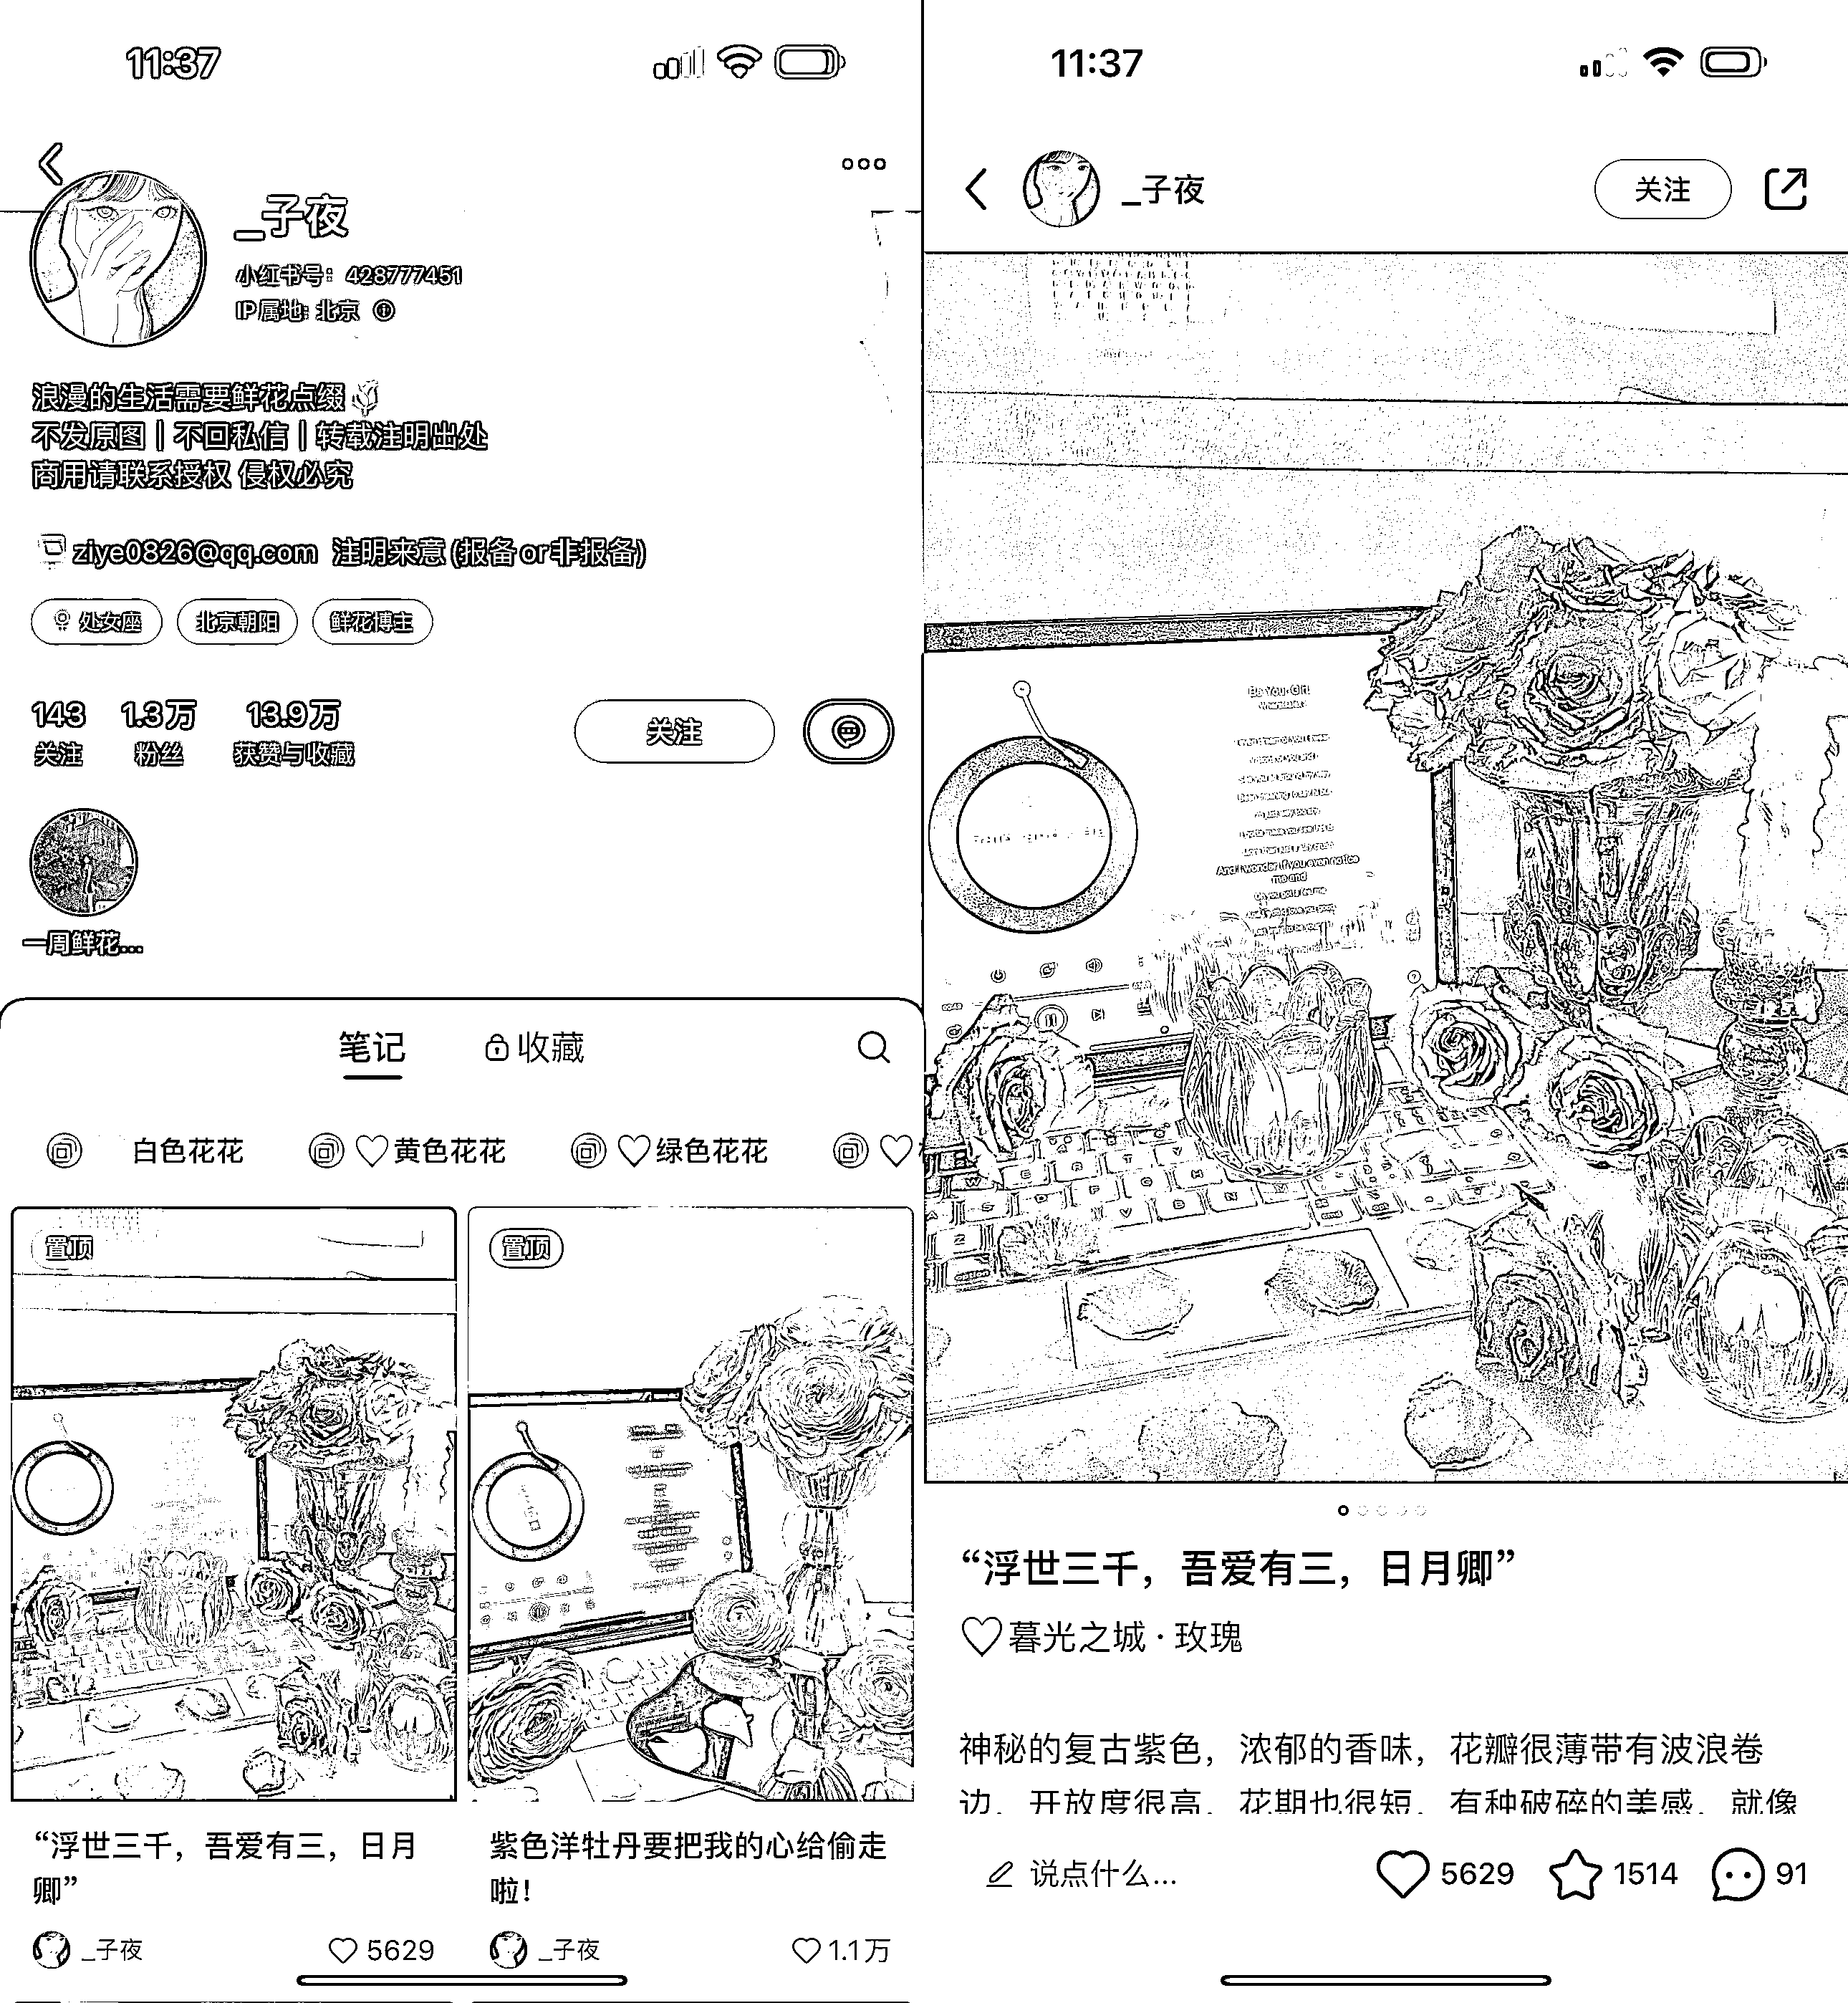 11:37
_子夜
小红书号：428777451
IP属地：北京
浪漫的生活需要鲜花点缀
不发原图｜不回私信｜转载注明出处
商用请联系授权 侵权必究
ziye0826@qq.com 注明来意(报备or非报备)
处女座 北京朝阳 鲜花博主
143 1.3万 13.9万
关注 粉丝 获赞与收藏
关注
一周鲜花...
笔记 收藏
白色花花 黄色花花 绿色花花
置顶
置顶
“浮世三千，吾爱有三，日月
卿”
_子夜 5629
紫色洋牡丹要把我的心给偷走
啦！
_子夜 1.1万
11:37
_子夜 关注
And I wonder if you even notice
me and
“浮世三千，吾爱有三，日月卿”
暮光之城·玫瑰
神秘的复古紫色，浓郁的香味，花瓣很薄带有波浪卷
边，开放度很高，花期也很短，有种破碎的美感，就像
说点什么... 5629 1514 91